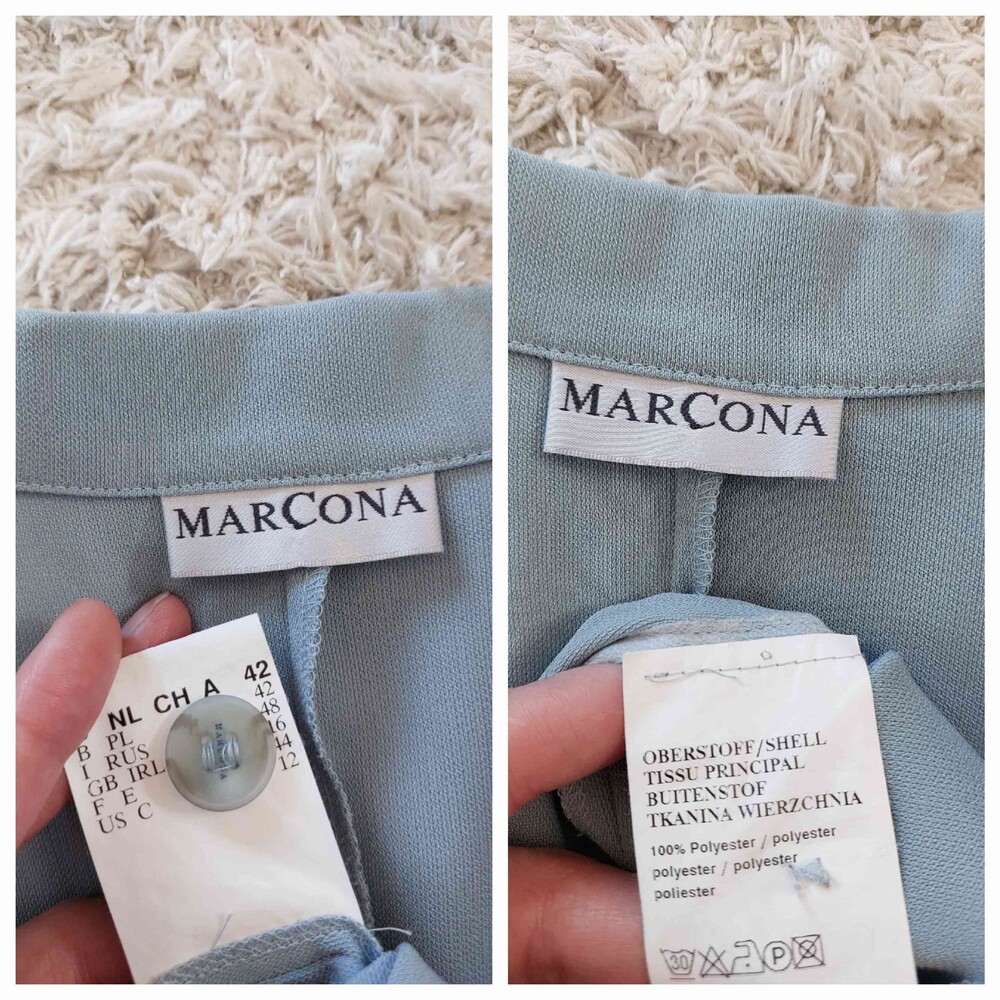 MARCONA
NL CH A 42
B PL 42
I RUS 48
GB IRL 16
F E 44
US C 12
MARCONA
OBERSTOFF/SHELL
TISSU PRINCIPAL
BUITENSTOF
TKANINA WIERZCHNIA
100% Polyester / polyester
polyester / polyester
poliester
30 P